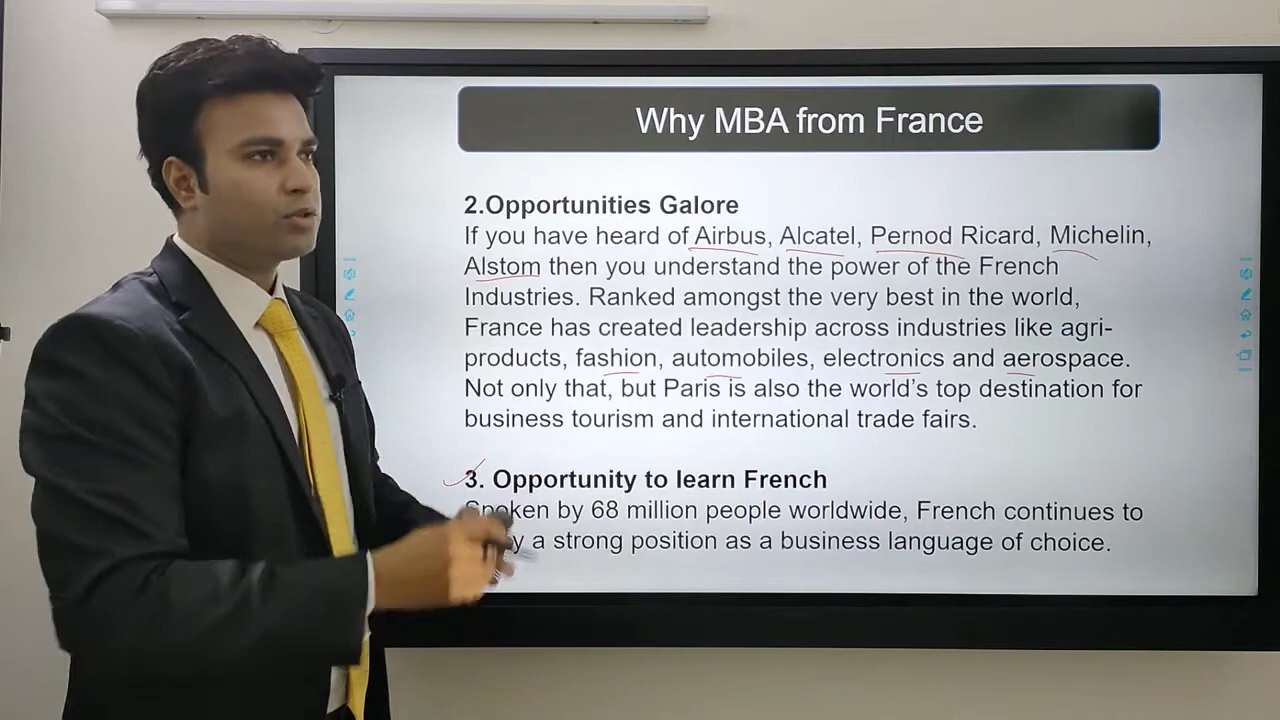 Why MBA from France
2.Opportunities Galore
If you have heard of Airbus, Alcatel, Pernod Ricard, Michelin,
Alstom then you understand the power of the French
Industries. Ranked amongst the very best in the world,
France has created leadership across industries like agri-
products, fashion, automobiles, electronics and aerospace.
Not only that, but Paris is also the world's top destination for
business tourism and international trade fairs.
3. Opportunity to learn French
Spoken by 68 million people worldwide, French continues to
a strong position as a business language of choice.